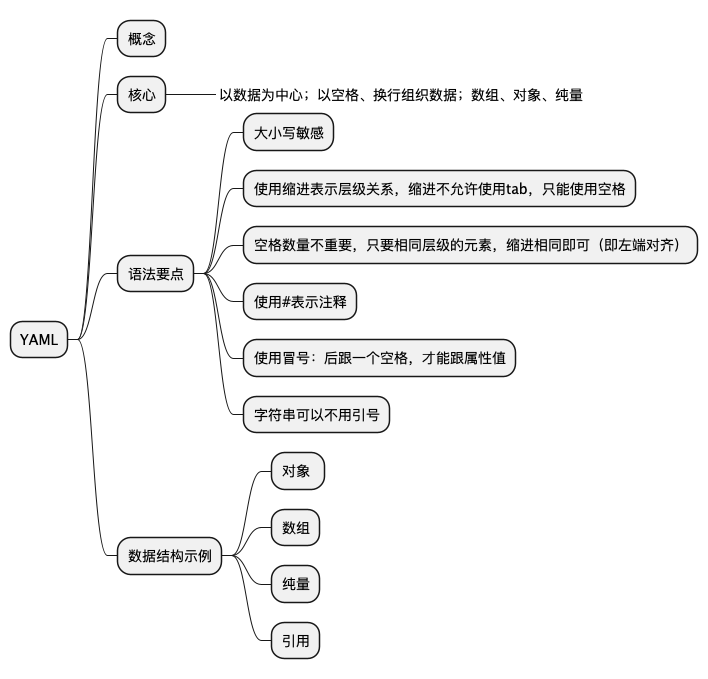 YAML
概念
核心
以数据为中心；以空格、换行组织数据；数组、对象、纯量
语法要点
大小写敏感
使用缩进表示层级关系，缩进不允许使用tab，只能使用空格
空格数量不重要，只要相同层级的元素，缩进相同即可（即左端对齐）
使用#表示注释
使用冒号：后跟一个空格，才能跟属性值
字符串可以不用引号
数据结构示例
对象
数组
纯量
引用